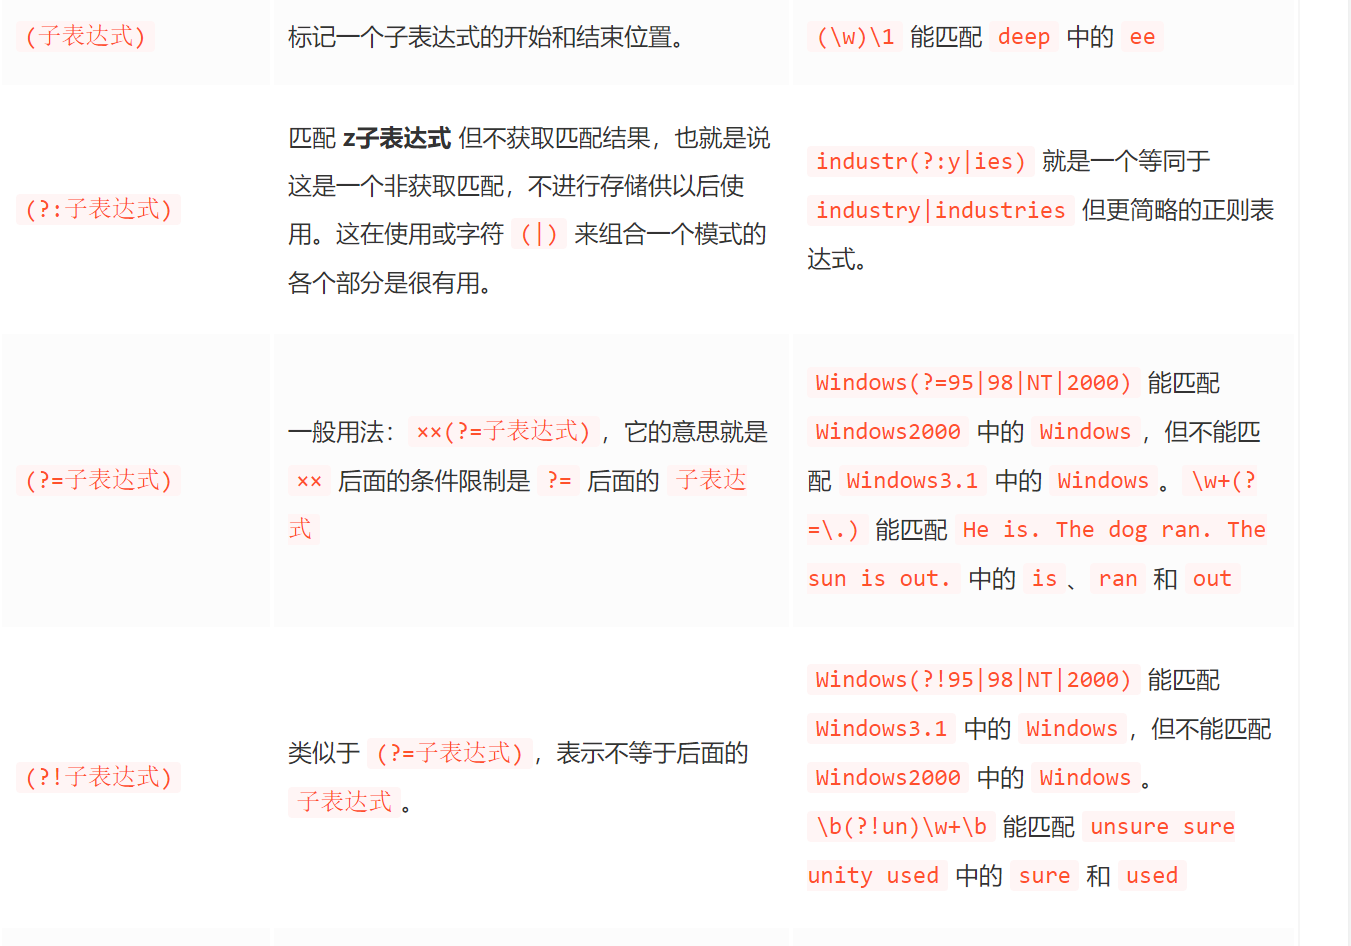 (子表达式)
标记一个子表达式的开始和结束位置。
(\w)\1 能匹配 deep 中的 ee
(?:子表达式)
匹配 z子表达式 但不获取匹配结果，也就是说
这是一个非获取匹配，不进行存储供以后使
用。这在使用或字符 (|) 来组合一个模式的
各个部分是很有用。
industr(?:y|ies) 就是一个等同于
industry|industries 但更简略的正则表
达式。
(?=子表达式)
一般用法： ××(?=子表达式) ，它的意思就是
×× 后面的条件限制是 ?= 后面的 子表达
式
Windows(?=95|98|NT|2000) 能匹配
Windows2000 中的 Windows ，但不能匹
配 Windows3.1 中的 Windows 。 \w+(?
=\.) 能匹配 He is. The dog ran. The
sun is out. 中的 is 、 ran 和 out
(?!子表达式)
类似于 (?=子表达式) ，表示不等于后面的
子表达式 。
Windows(?!95|98|NT|2000) 能匹配
Windows3.1 中的 Windows ，但不能匹配
Windows2000 中的 Windows 。
\b(?!un)\w+\b 能匹配 unsure sure
unity used 中的 sure 和 used